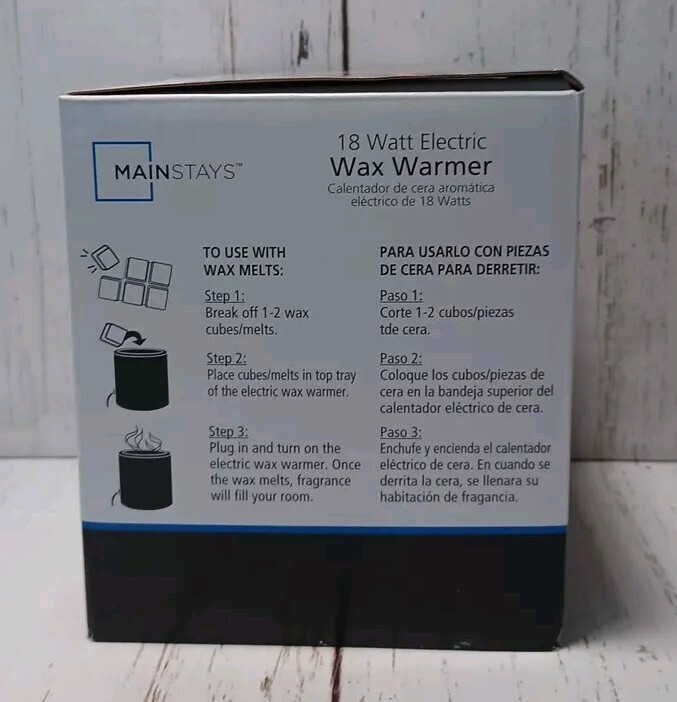 MAINSTAYS™
18 Watt Electric
Wax Warmer
Calentador de cera aromática
eléctrico de 18 Watts
TO USE WITH
WAX MELTS:
Step 1:
Break off 1-2 wax
cubes/melts.
Step 2:
Place cubes/melts in top tray
of the electric wax warmer.
Step 3:
Plug in and turn on the
electric wax warmer. Once
the wax melts, fragrance
will fill your room.
PARA USARLO CON PIEZAS
DE CERA PARA DERRETIR:
Paso 1:
Corte 1-2 cubos/piezas
tde cera.
Paso 2:
Coloque los cubos/piezas de
cera en la bandeja superior del
calentador eléctrico de cera.
Paso 3:
Enchufe y encienda el calentador
eléctrico de cera. En cuando se
derrita la cera, se llenara su
habitación de fragancia.